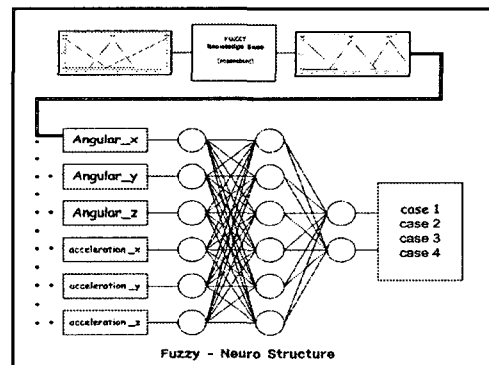 FUZZY
Knowledge Base
Angular_x
Angular_y
Angular_z
acceleration_x
acceleration_y
acceleration_z
case 1
case 2
case 3
case 4
Fuzzy - Neuro Structure